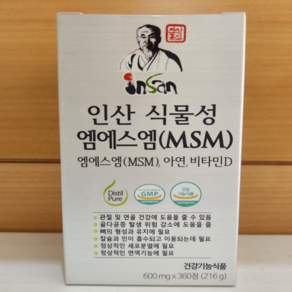 insan
인산 식물성
엠에스엠(MSM)
엠에스엠(MSM), 아연, 비타민D
Distil
Pure
GMP
• 관절 및 연골 건강에 도움을 줄 수 있음
• 골다공증 발생 위험 감소에 도움을 줌
• 뼈의 형성과 유지에 필요
• 칼슘과 인이 흡수되고 이용되는데 필요
• 정상적인 세포분열에 필요
• 정상적인 면역기능에 필요
건강기능식품
600 mg x 360정 (216 g)